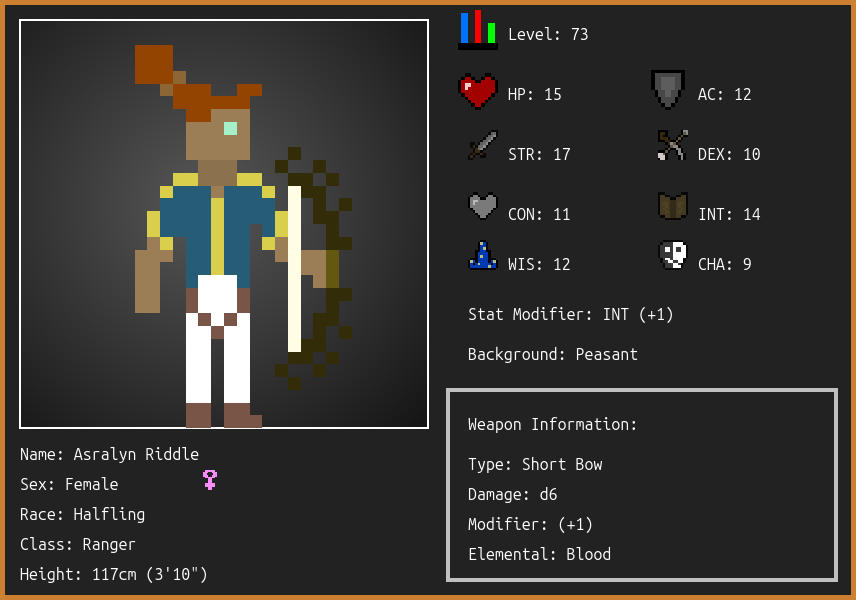 Level: 73
HP: 15
AC: 12
STR: 17
DEX: 10
CON: 11
INT: 14
WIS: 12
CHA: 9
Stat Modifier: INT (+1)
Background: Peasant
Weapon Information:
Type: Short Bow
Damage: d6
Modifier: (+1)
Elemental: Blood
Name: Asralyn Riddle
Sex: Female
Race: Halfling
Class: Ranger
Height: 117cm (3'10")